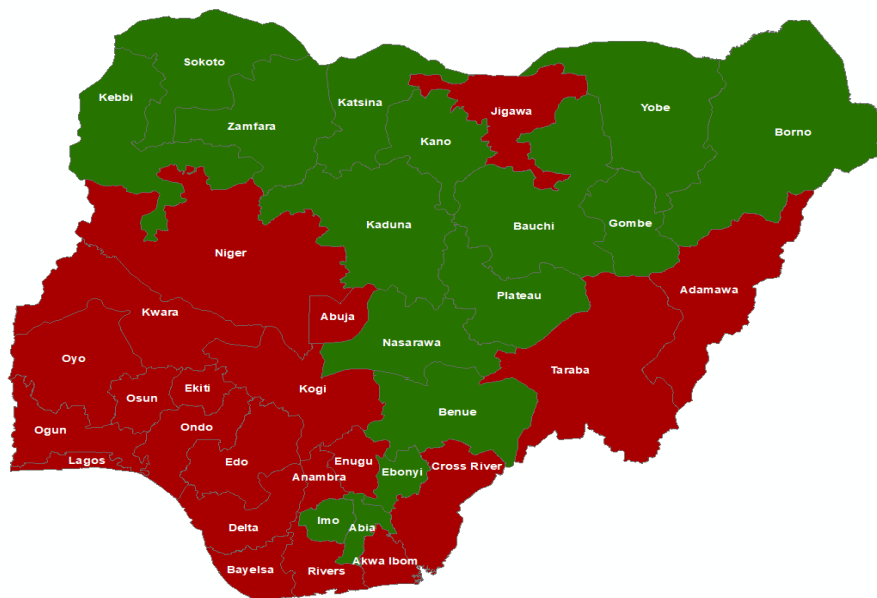 Sokoto
Kebbi
Katsina
Zamfara
Jigawa
Yobe
Kano
Borno
Kaduna
Bauchi
Gombe
Niger
Adamawa
Plateau
Kwara
Abuja
Nasarawa
Oyo
Taraba
Osun
Ekiti
Kogi
Benue
Ogun
Ondo
Lagos
Edo
Enugu
Anambra
Ebonyi
Cross River
Delta
Imo
Abia
Bayelsa
Rivers
Akwa Ibom